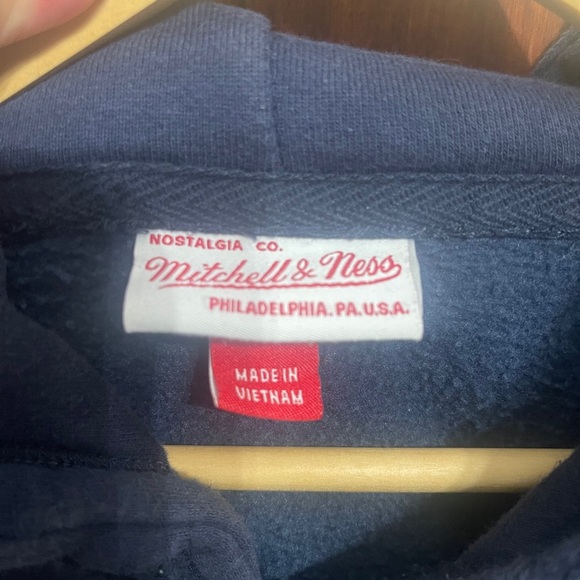 NOSTALGIA CO.
Mitchell & Ness
PHILADELPHIA. PA. U.S.A.
MADE IN
VIETNAM